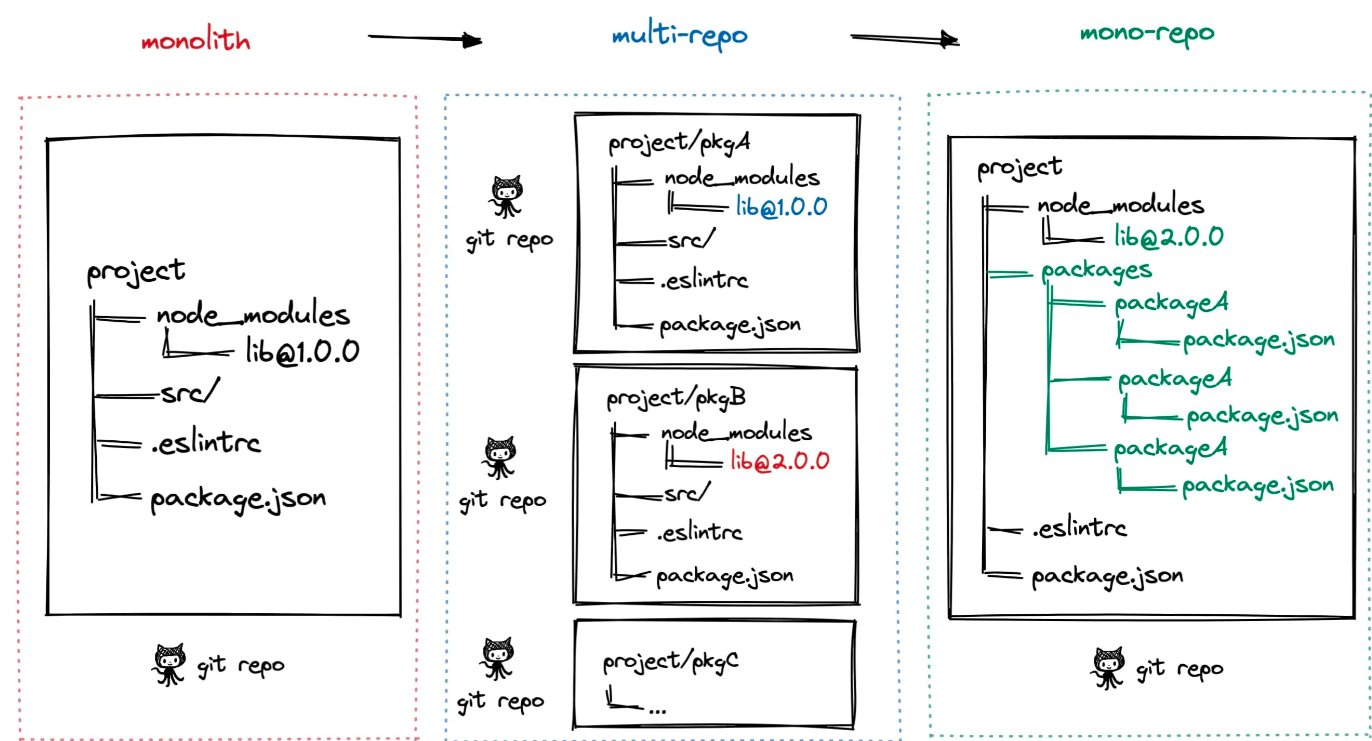 monolith
multi-repo
mono-repo
project
node_modules
lib@1.0.0
src/
.eslintrc
package.json
git repo
git repo
project/pkgA
node_modules
lib@1.0.0
src/
.eslintrc
package.json
git repo
project/pkgB
node_modules
lib@2.0.0
src/
.eslintrc
package.json
git repo
project/pkgC
...
project
node_modules
lib@2.0.0
packages
packageA
package.json
packageA
package.json
packageA
package.json
.eslintrc
package.json
git repo